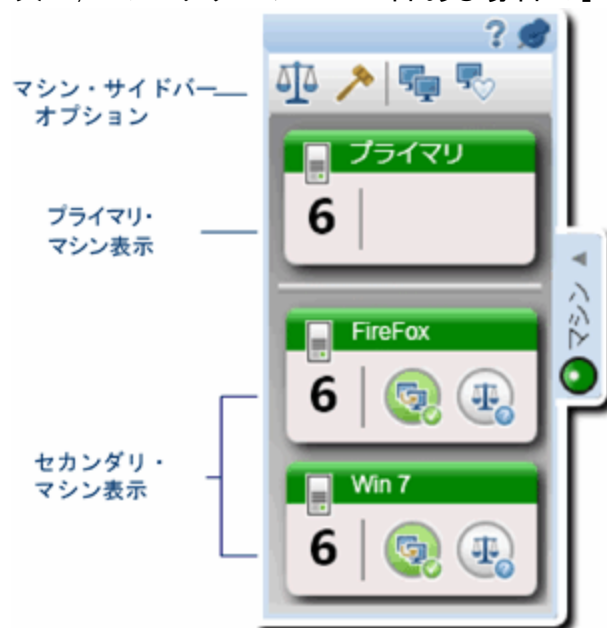 ?
マシン・サイドバー
オプション
プライマリ
6
プライマリ・
マシン表示
マシン
FireFox
6
セカンダリ・
マシン表示
Win 7
6